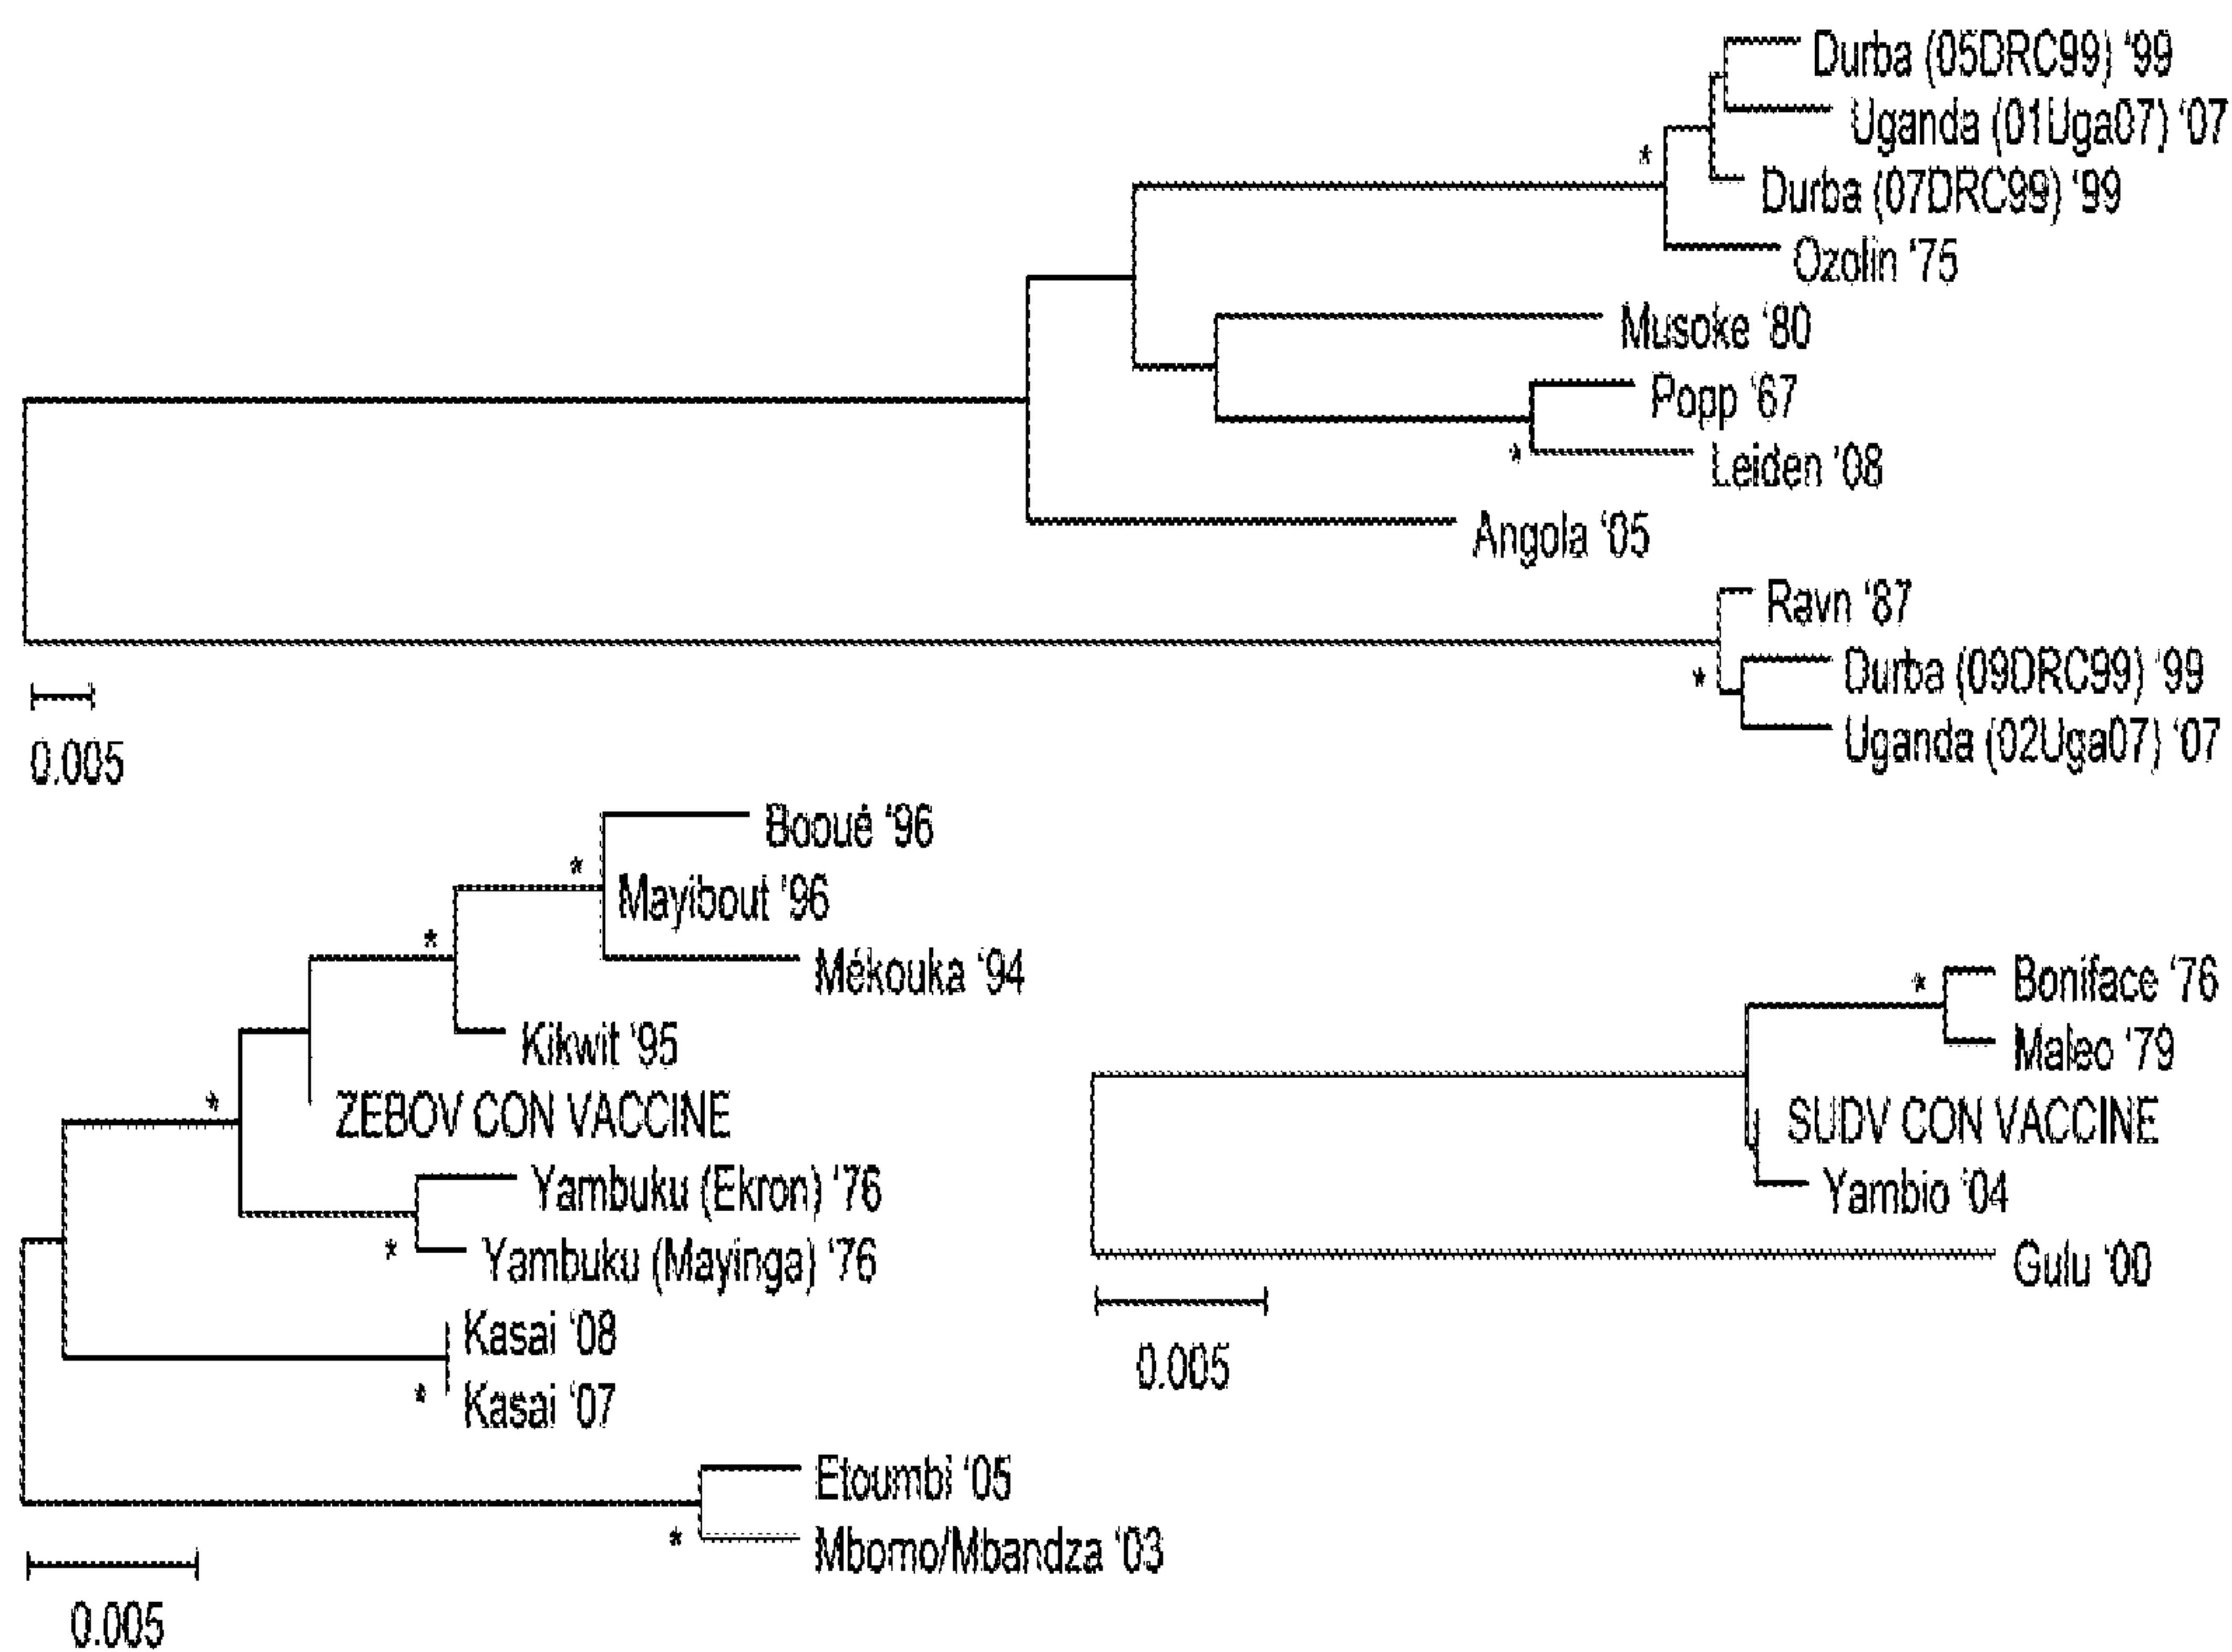 Durba (05DRC99) ‘99
Uganda (01Uga07) ‘07
*
Durba (07DRC99) ‘99
Ozolin ‘75
Musoke ‘80
Popp ‘67
*
Leiden ‘08
Angola ‘05
Ravn ‘87
*
Durba (09DRC99) ‘99
Uganda (02Uga07) ‘07
0.005
Booué ‘96
*
Mayibout ‘96
*
Mékouka ‘94
Kikwit ‘95
*
ZEBOV CON VACCINE
Yambuku (Ekron) ‘76
*
Yambuku (Mayinga) ‘76
Kasai ‘08
*
Kasai ‘07
Etoumbi ‘05
*
Mbomo/Mbandza ‘03
0.005
*
Boniface ‘76
Maleo ‘79
SUDV CON VACCINE
Yambio ‘04
Gulu ‘00
0.005